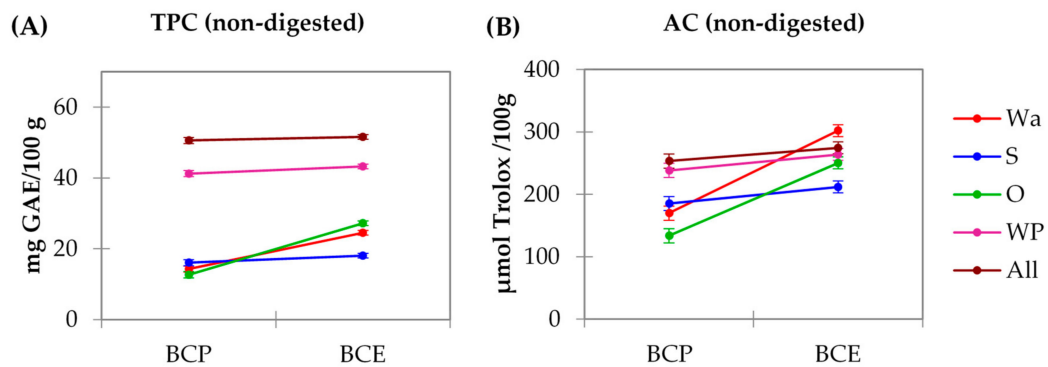 (A) TPC (non-digested)
mg GAE/100 g
60
40
20
0
BCP BCE
(B) AC (non-digested)
µmol Trolox /100g
400
300
200
100
0
BCP BCE
Wa
S
O
WP
All